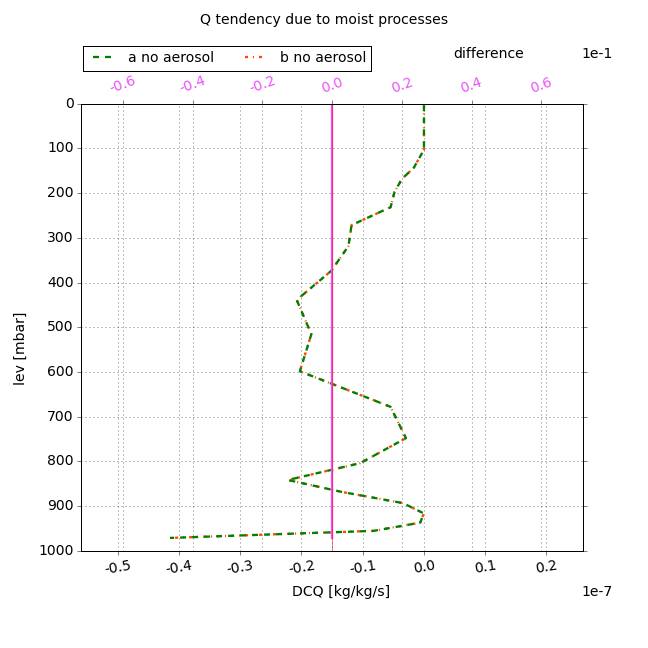 Q tendency due to moist processes
a no aerosol b no aerosol difference 1e-1
-0.6 -0.4 -0.2 0.0 0.2 0.4 0.6
0
100
200
300
400
500
600
700
800
900
1000
lev [mbar]
-0.5 -0.4 -0.3 -0.2 -0.1 0.0 0.1 0.2
DCQ [kg/kg/s] 1e-7